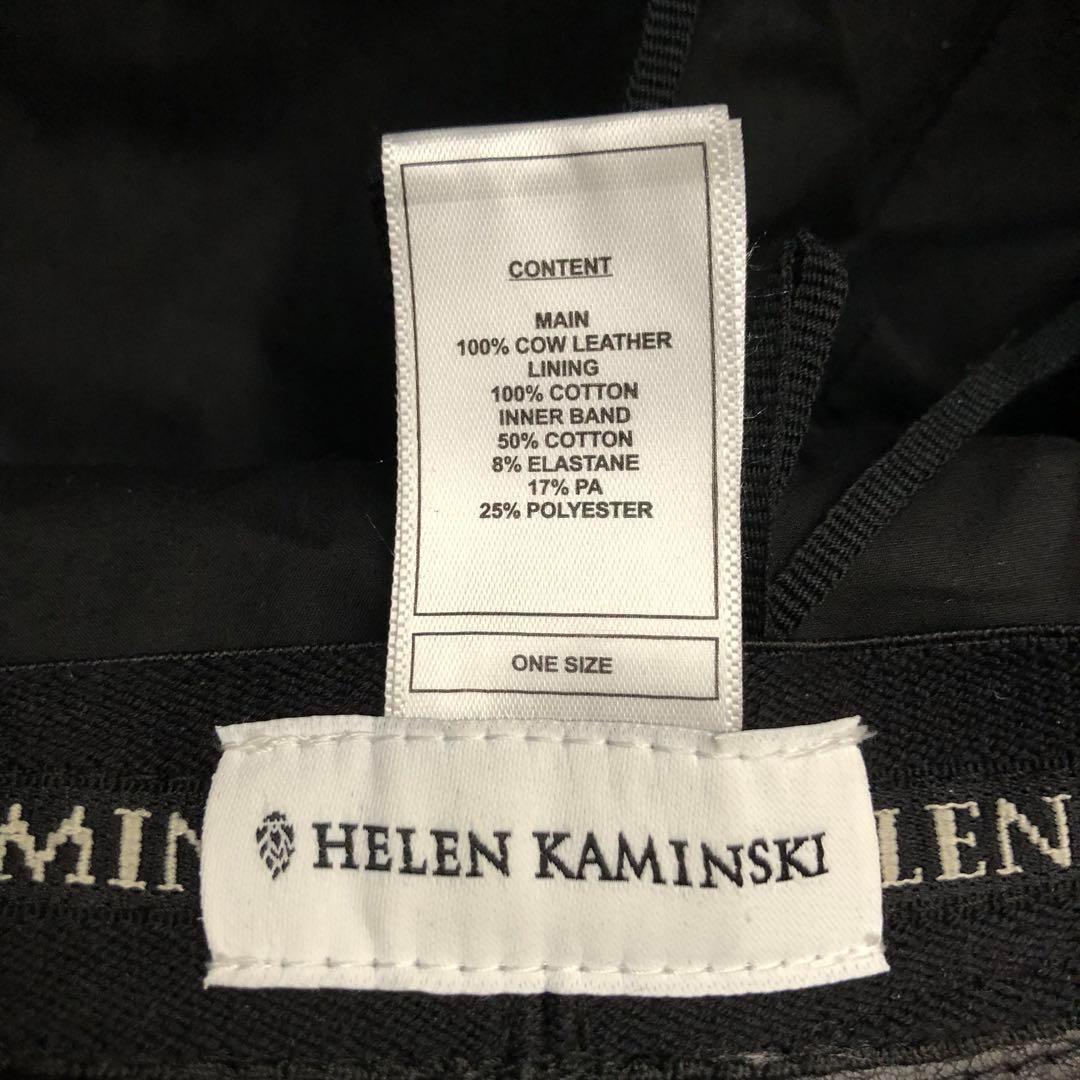 CONTENT
MAIN
100% COW LEATHER
LINING
100% COTTON
INNER BAND
50% COTTON
8% ELASTANE
17% PA
25% POLYESTER
ONE SIZE
MIN
HELEN KAMINSKI
LEN